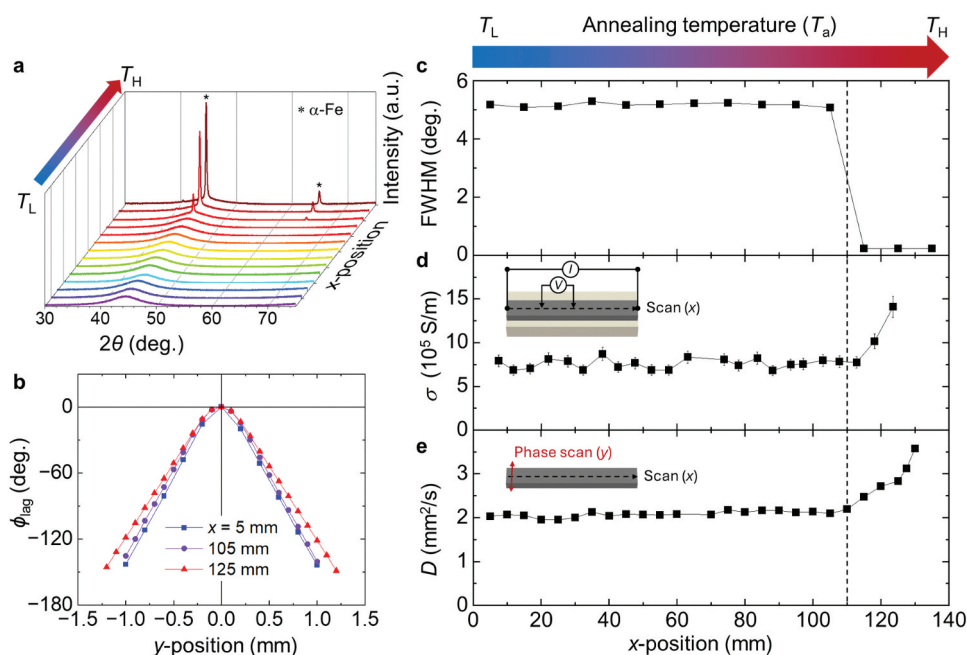 T_L Annealing temperature (T_a) T_H
a
T_H
T_L
* α-Fe
*
*
Intensity (a.u.)
x-position
30 40 50 60 70
2θ (deg.)
b
0
−60
−120
−180
ϕ_lag (deg.)
x = 5 mm
105 mm
125 mm
−1.5 −1.0 −0.5 0.0 0.5 1.0 1.5
y-position (mm)
c
6
4
2
0
FWHM (deg.)
d
15
10
5
0
σ (10⁵ S/m)
I
V
Scan (x)
e
3
2
1
0
D (mm²/s)
Phase scan (y)
Scan (x)
0 20 40 60 80 100 120 140
x-position (mm)